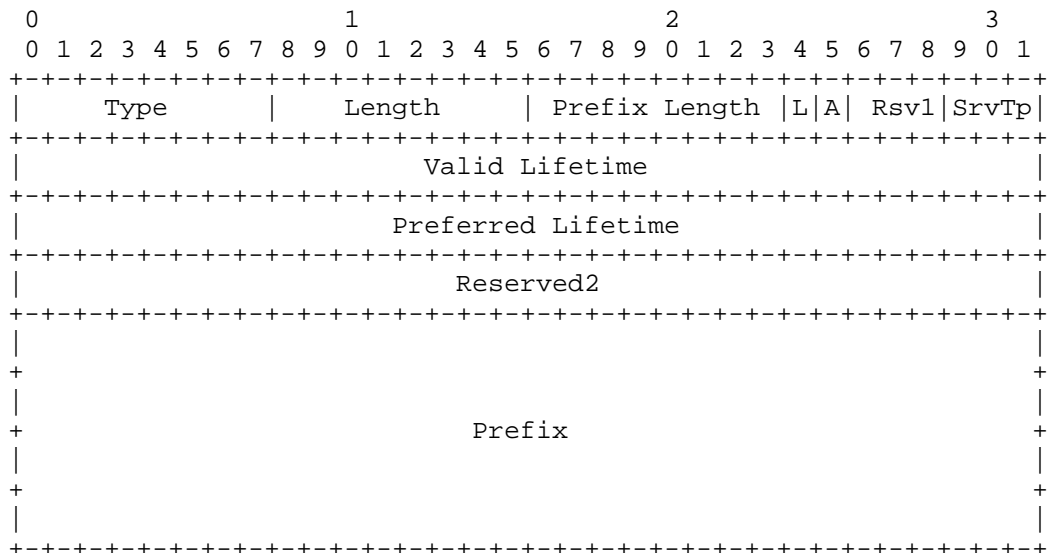 0                   1                   2                   3
 0 1 2 3 4 5 6 7 8 9 0 1 2 3 4 5 6 7 8 9 0 1 2 3 4 5 6 7 8 9 0 1
+-+-+-+-+-+-+-+-+-+-+-+-+-+-+-+-+-+-+-+-+-+-+-+-+-+-+-+-+-+-+-+-+
|     Type      |    Length     | Prefix Length |L|A| Rsv1|SrvTp|
+-+-+-+-+-+-+-+-+-+-+-+-+-+-+-+-+-+-+-+-+-+-+-+-+-+-+-+-+-+-+-+-+
|                         Valid Lifetime                        |
+-+-+-+-+-+-+-+-+-+-+-+-+-+-+-+-+-+-+-+-+-+-+-+-+-+-+-+-+-+-+-+-+
|                       Preferred Lifetime                      |
+-+-+-+-+-+-+-+-+-+-+-+-+-+-+-+-+-+-+-+-+-+-+-+-+-+-+-+-+-+-+-+-+
|                           Reserved2                           |
+-+-+-+-+-+-+-+-+-+-+-+-+-+-+-+-+-+-+-+-+-+-+-+-+-+-+-+-+-+-+-+-+
|                                                               |
+                                                               +
|                                                               |
+                            Prefix                             +
|                                                               |
+                                                               +
|                                                               |
+-+-+-+-+-+-+-+-+-+-+-+-+-+-+-+-+-+-+-+-+-+-+-+-+-+-+-+-+-+-+-+-+